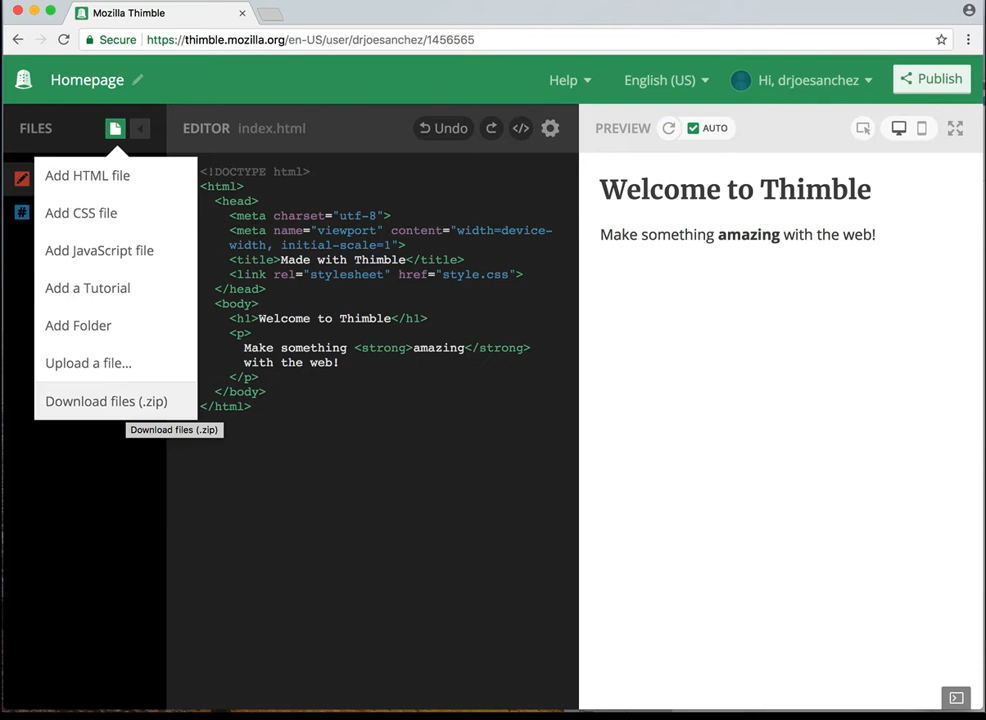 Mozilla Thimble
Secure https://thimble.mozilla.org/en-US/user/drjoesanchez/1456565
Homepage
Help
English (US)
Hi, drjoesanchez
Publish
FILES
EDITOR index.html
Undo
PREVIEW
AUTO
Add HTML file
Add CSS file
Add JavaScript file
Add a Tutorial
Add Folder
Upload a file...
Download files (.zip)
Download files (.zip)
#
<!DOCTYPE html>
<html>
<head>
<meta charset="utf-8">
<meta name="viewport" content="width=device-
width, initial-scale=1">
<title>Made with Thimble</title>
<link rel="stylesheet" href="style.css">
</head>
<body>
<h1>Welcome to Thimble</h1>
<p>
Make something <strong>amazing</strong>
with the web!
</p>
</body>
</html>
Welcome to Thimble
Make something amazing with the web!